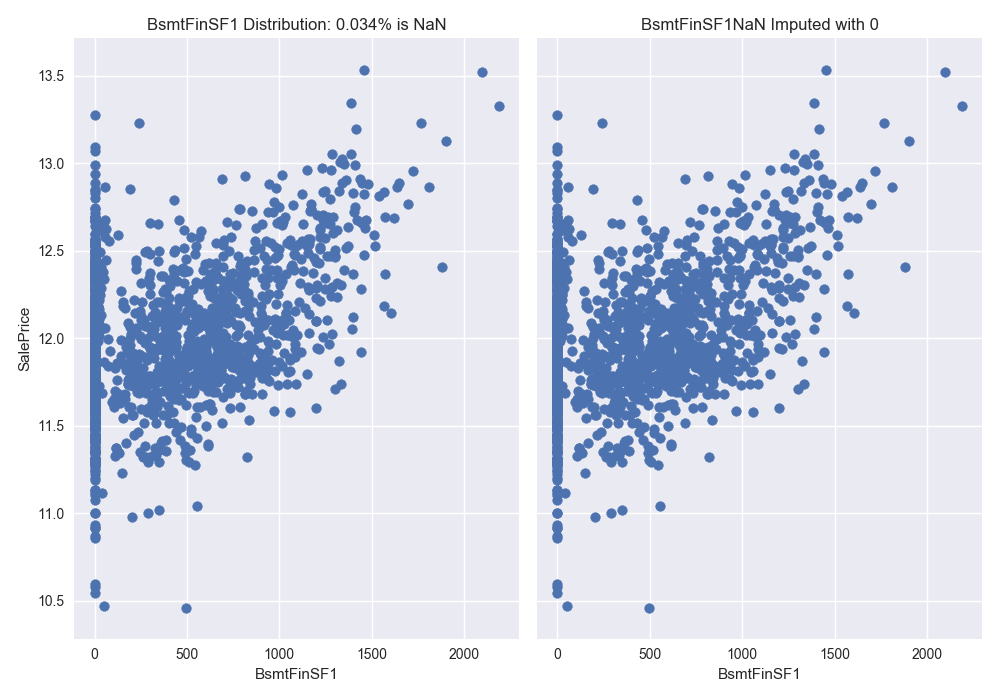 BsmtFinSF1 Distribution: 0.034% is NaN
BsmtFinSF1NaN Imputed with 0
SalePrice
13.5
13.0
12.5
12.0
11.5
11.0
10.5
0 500 1000 1500 2000
BsmtFinSF1
0 500 1000 1500 2000
BsmtFinSF1